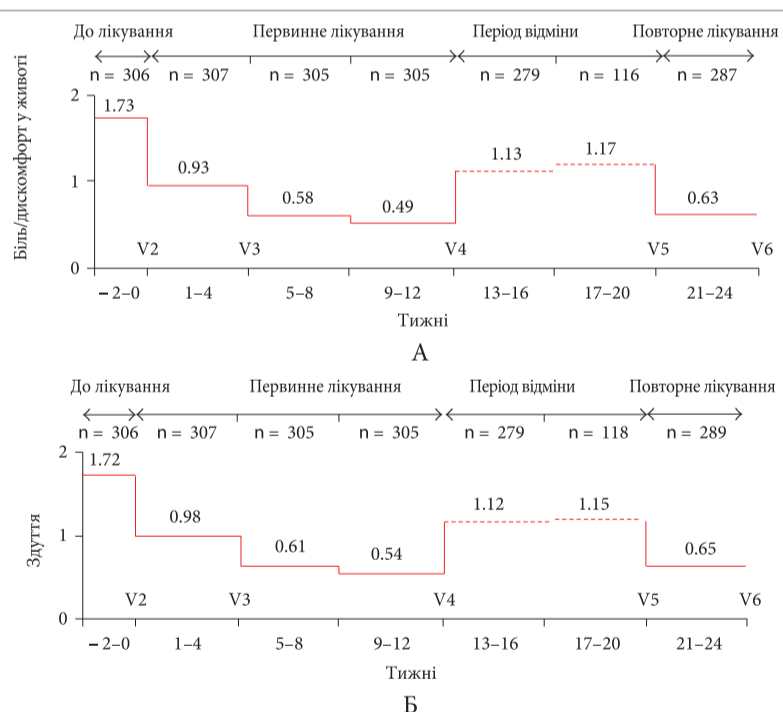 До лікування Первинне лікування Період відміни Повторне лікування
n = 306 n = 307 n = 305 n = 305 n = 279 n = 116 n = 287
Біль/дискомфорт у животі
2
1
0
1.73 0.93 0.58 0.49 1.13 1.17 0.63
V2 V3 V4 V5 V6
−2–0 1–4 5–8 9–12 13–16 17–20 21–24
Тижні
А
До лікування Первинне лікування Період відміни Повторне лікування
n = 306 n = 307 n = 305 n = 305 n = 279 n = 118 n = 289
Здуття
2
1
0
1.72 0.98 0.61 0.54 1.12 1.15 0.65
V2 V3 V4 V5 V6
−2–0 1–4 5–8 9–12 13–16 17–20 21–24
Тижні
Б